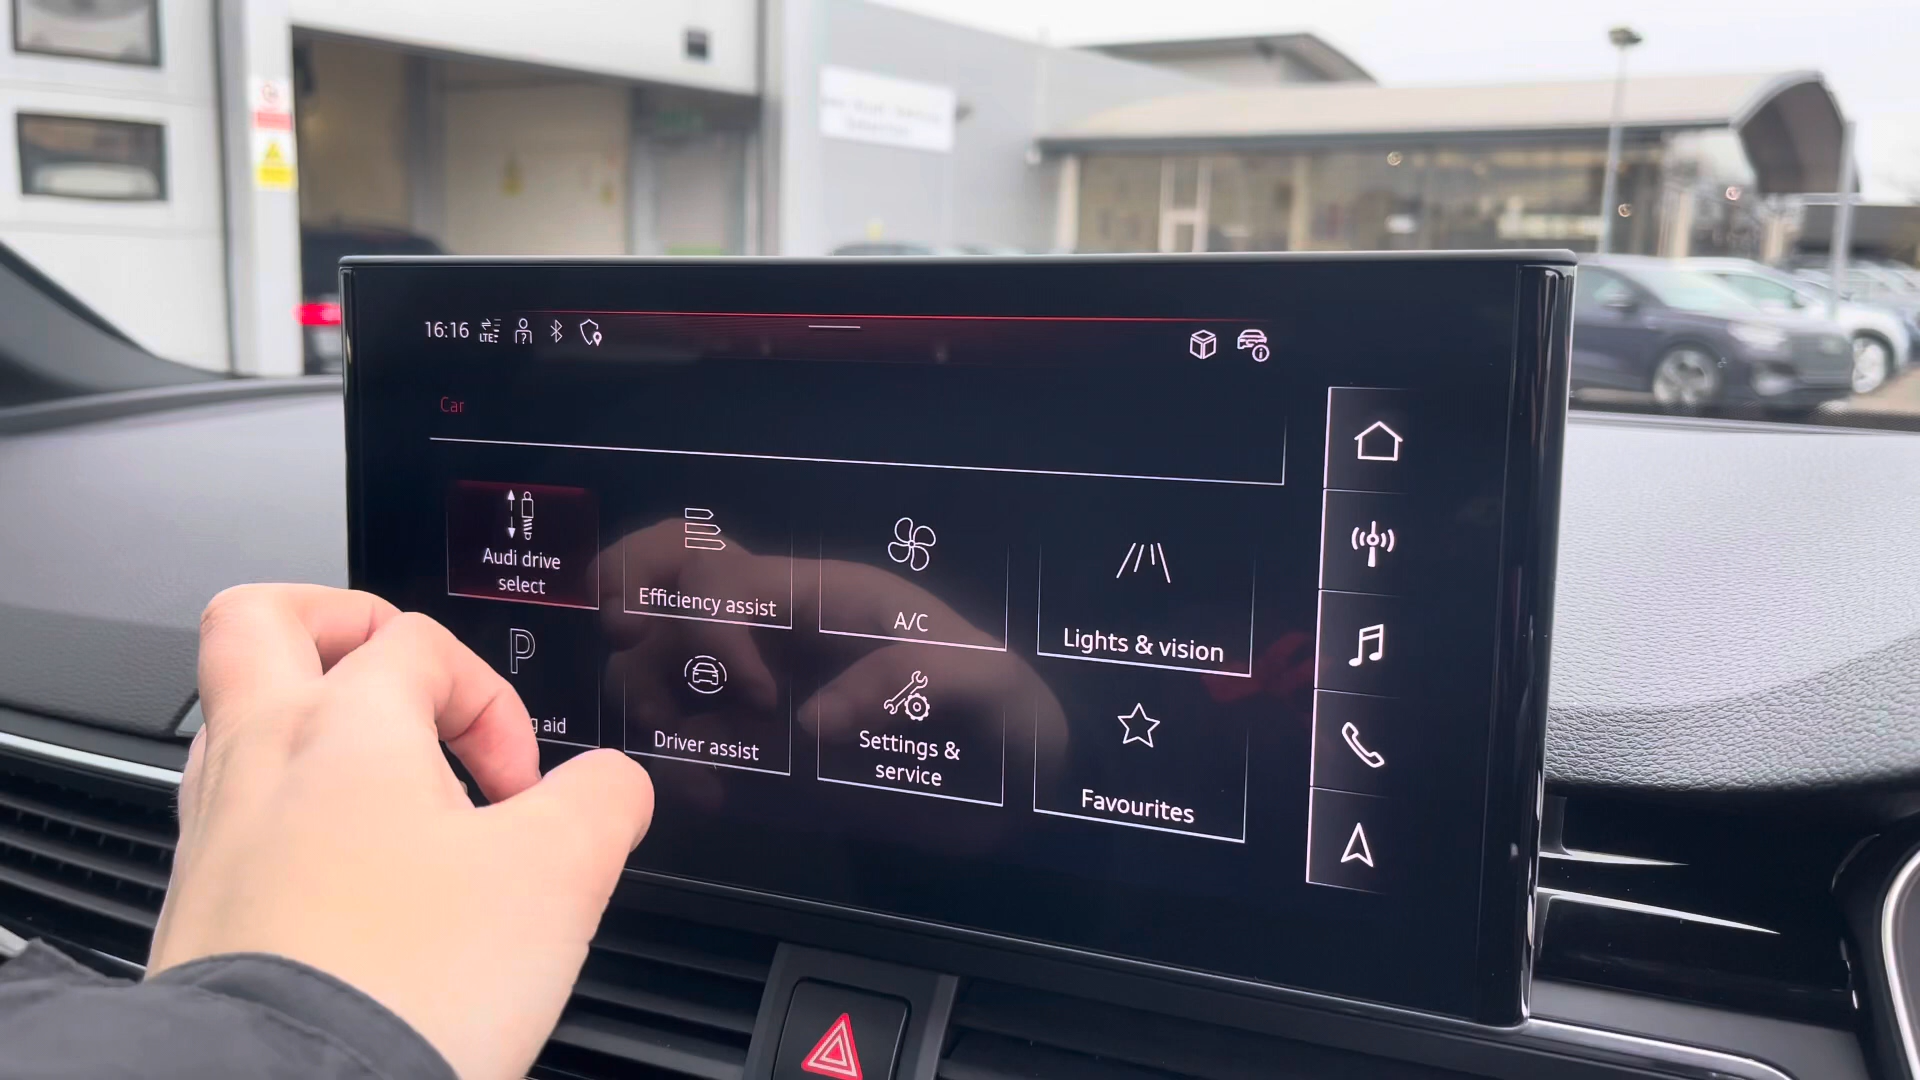 16:16
LTE
Car
Audi drive
select
Efficiency assist
A/C
Lights & vision
P
aid
Driver assist
Settings &
service
Favourites